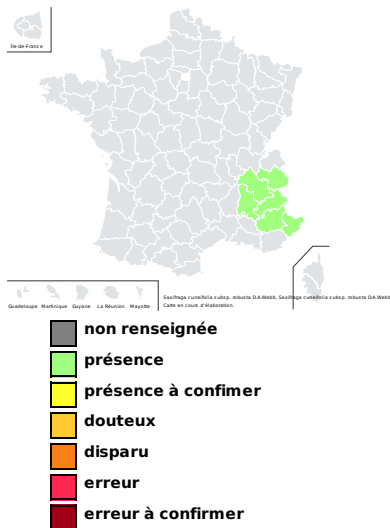 Île-de-France
Guadeloupe Martinique Guyane La Réunion Mayotte
Saxifraga cuneifolia subsp. robusta D.A.Webb, Saxifraga cuneifolia subsp. robusta D.A.Webb
Carte en cours d'élaboration.
non renseignée
présence
présence à confimer
douteux
disparu
erreur
erreur à confirmer